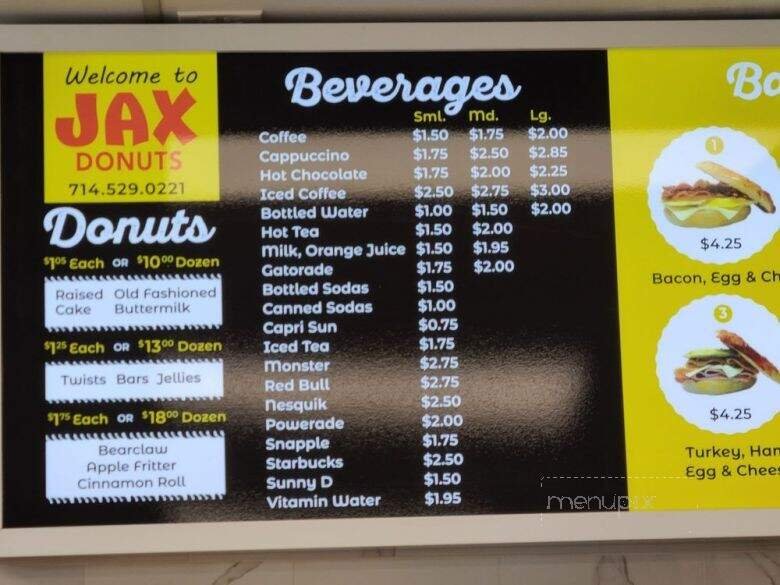 Welcome to
JAX
DONUTS
714.529.0221
Donuts
$1.05 Each OR $10.00 Dozen
Raised Old Fashioned
Cake Buttermilk
$1.25 Each OR $13.00 Dozen
Twists Bars Jellies
$1.75 Each OR $18.00 Dozen
Bearclaw
Apple Fritter
Cinnamon Roll
Beverages
Sml. Md. Lg.
Coffee $1.50 $1.75 $2.00
Cappuccino $1.75 $2.50 $2.85
Hot Chocolate $1.75 $2.00 $2.25
Iced Coffee $2.50 $2.75 $3.00
Bottled Water $1.00 $1.50 $2.00
Hot Tea $1.50 $2.00
Milk, Orange Juice $1.50 $1.95
Gatorade $1.75 $2.00
Bottled Sodas $1.50
Canned Sodas $1.00
Capri Sun $0.75
Iced Tea $1.75
Monster $2.75
Red Bull $2.75
Nesquik $2.50
Powerade $2.00
Snapple $1.75
Starbucks $2.50
Sunny D $1.50
Vitamin Water $1.95
1
$4.25
Bacon, Egg & Ch
3
$4.25
Turkey, Ham
Egg & Chees
menupix